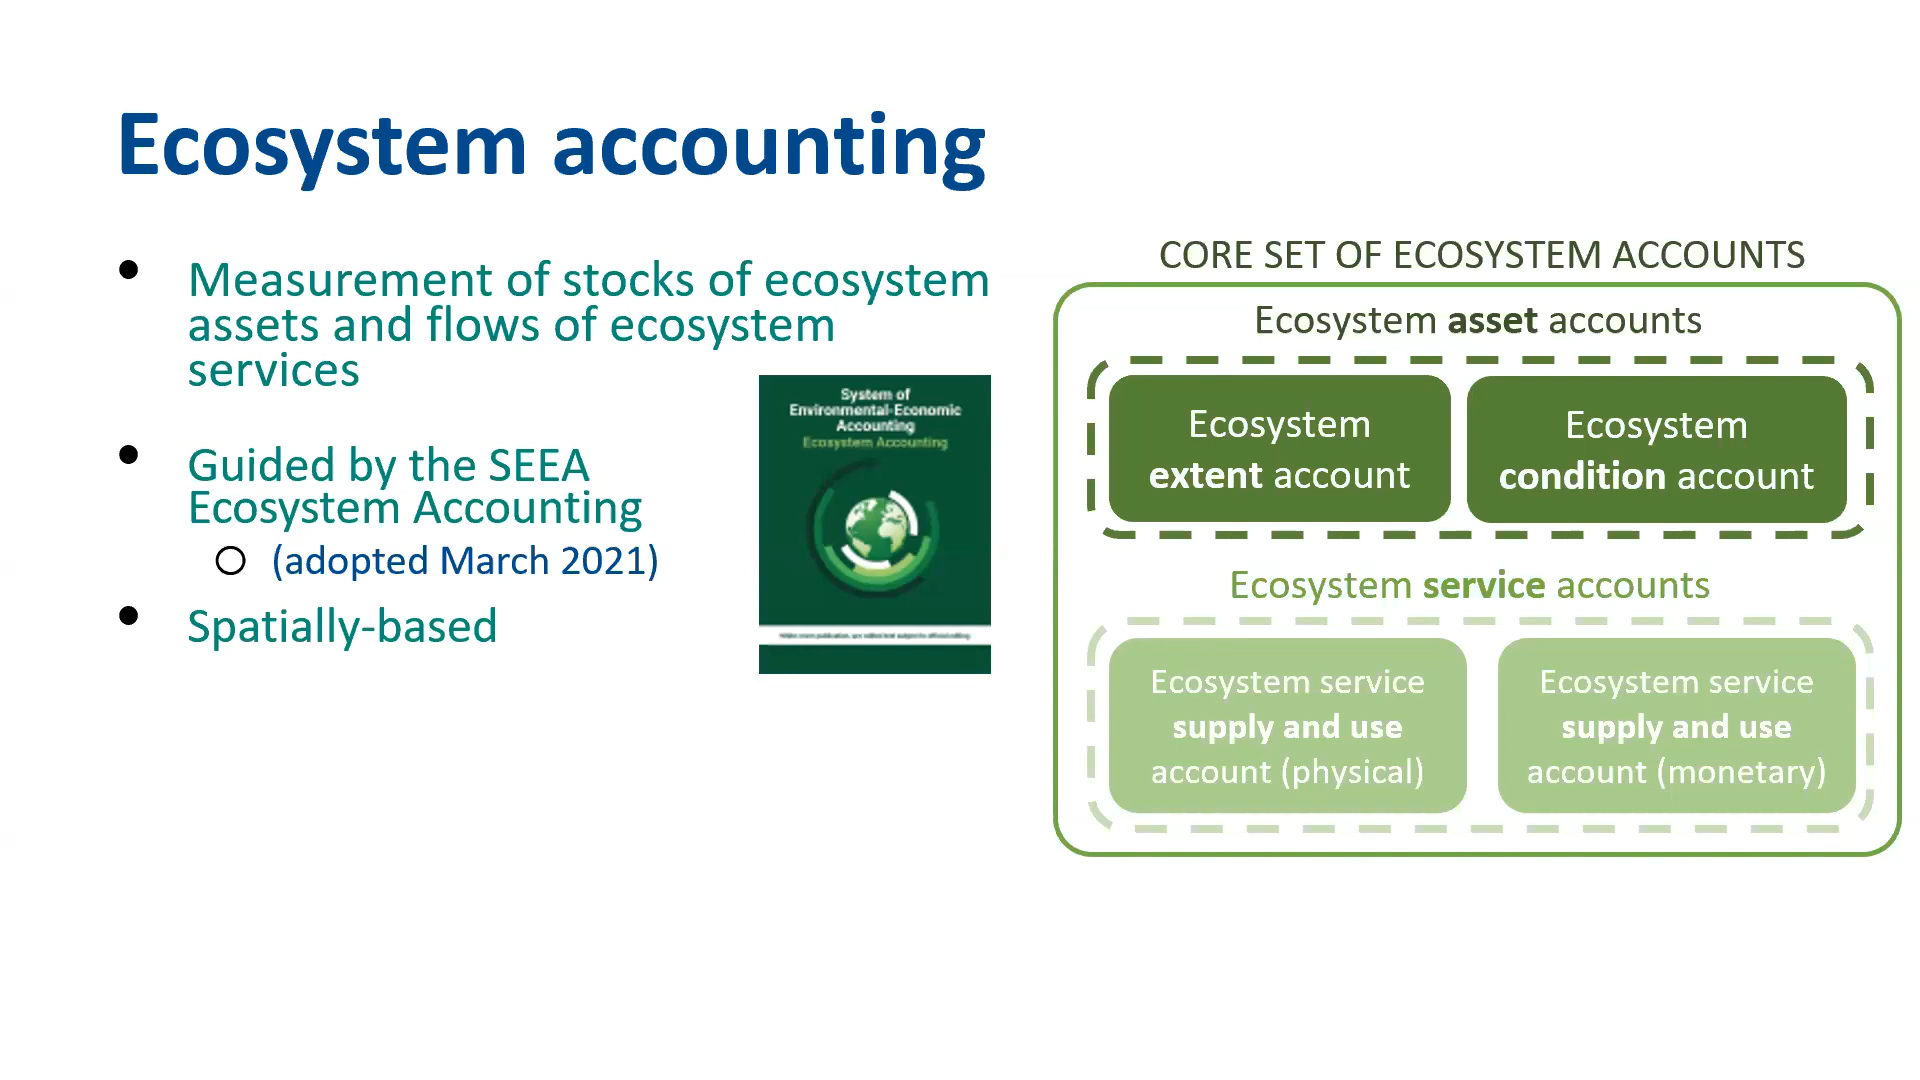 Ecosystem accounting
Measurement of stocks of ecosystem
assets and flows of ecosystem
services
Guided by the SEEA
Ecosystem Accounting
(adopted March 2021)
Spatially-based
System of
Environmental-Economic
Accounting
Ecosystem Accounting
CORE SET OF ECOSYSTEM ACCOUNTS
Ecosystem asset accounts
Ecosystem
extent account
Ecosystem
condition account
Ecosystem service accounts
Ecosystem service
supply and use
account (physical)
Ecosystem service
supply and use
account (monetary)